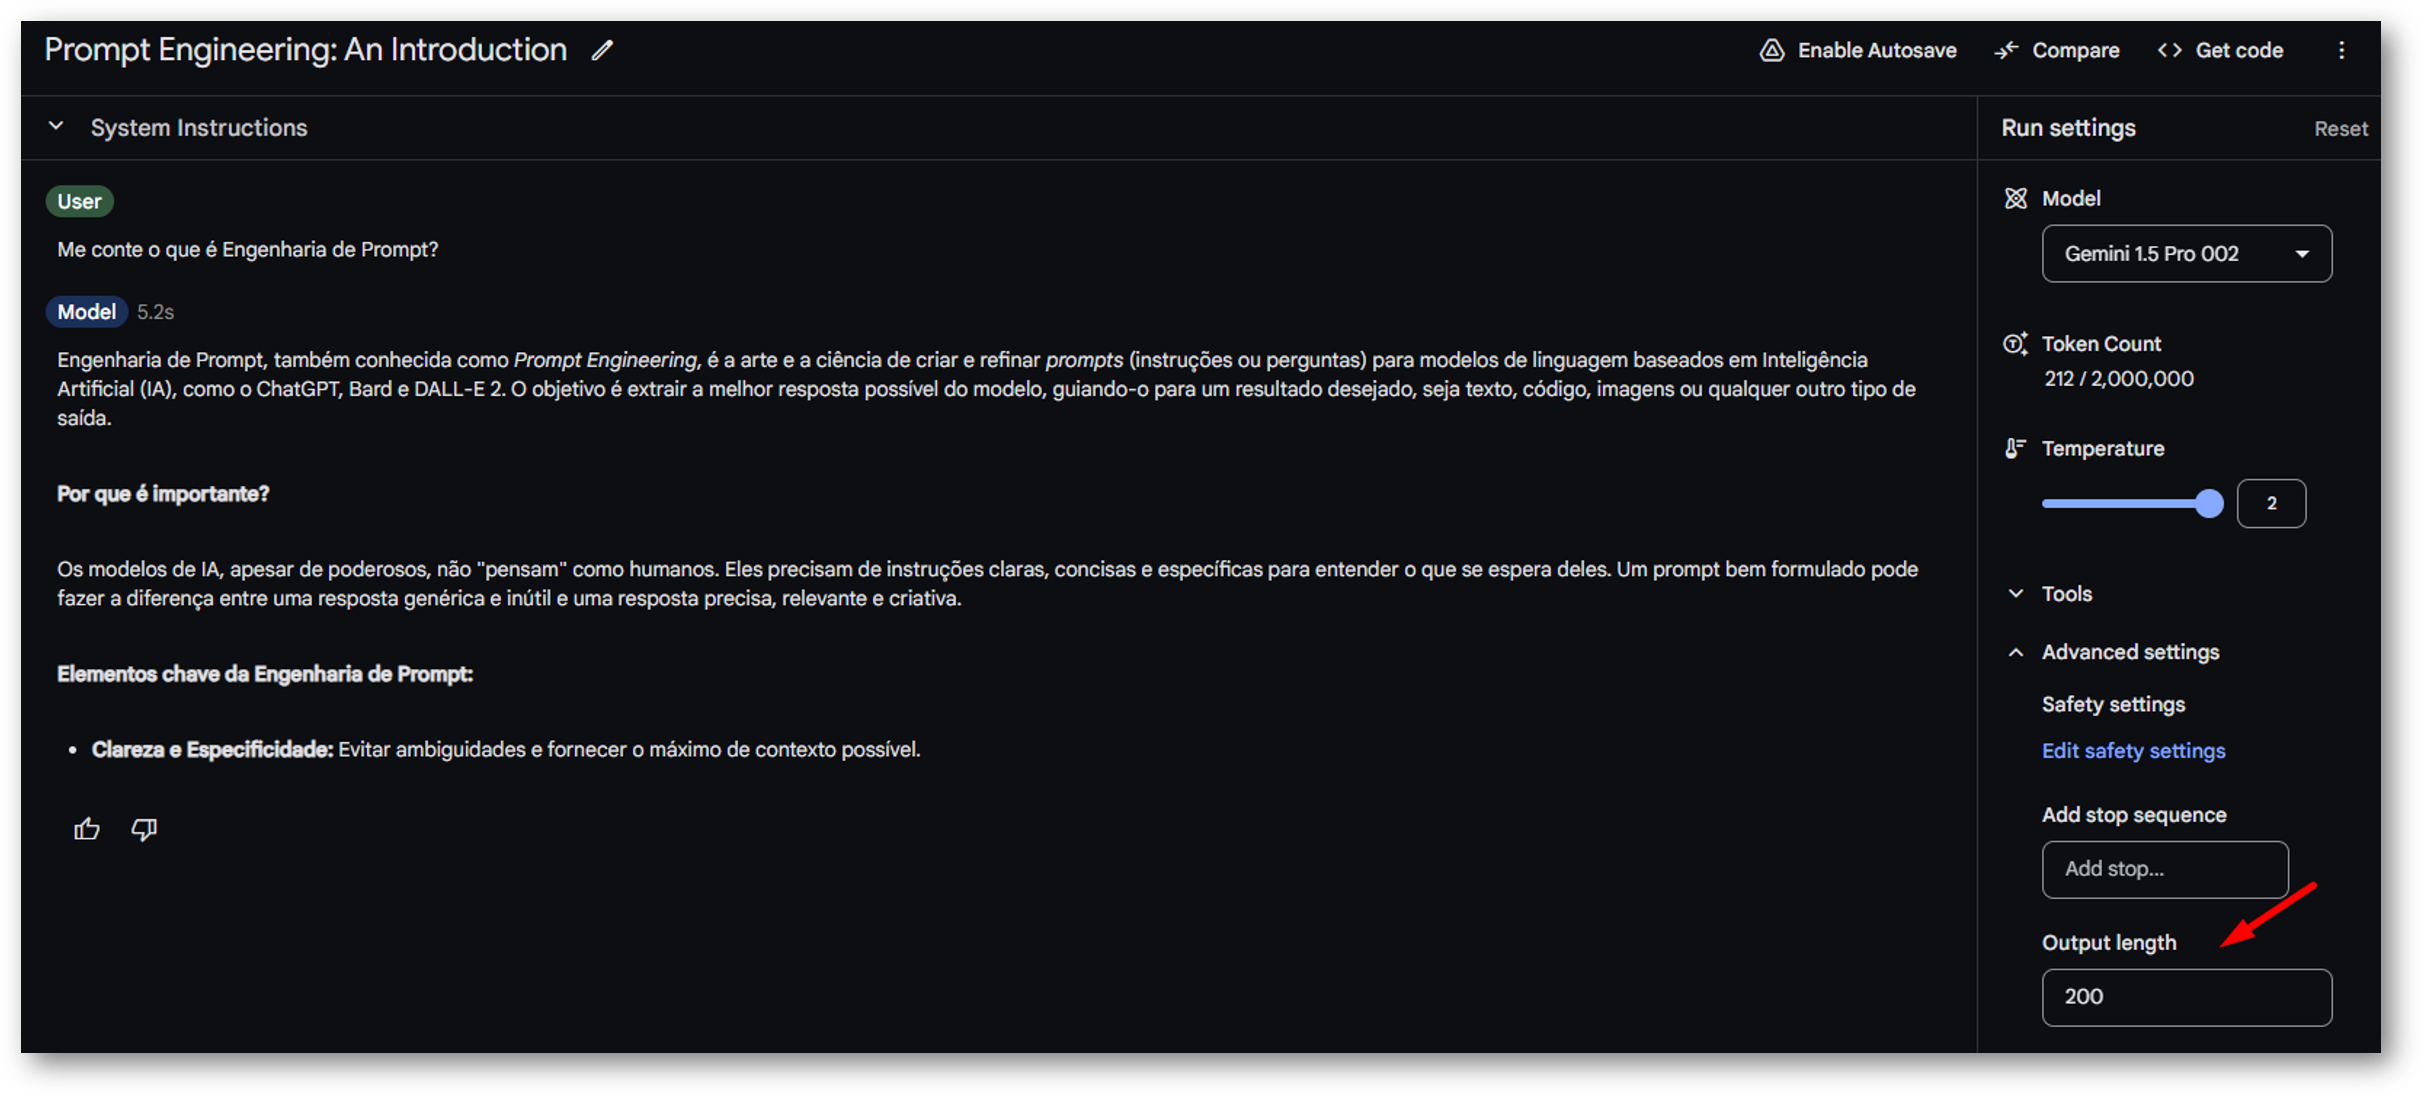 Prompt Engineering: An Introduction
Enable Autosave
Compare
Get code
System Instructions
User
Me conte o que é Engenharia de Prompt?
Model 5.2s
Engenharia de Prompt, também conhecida como Prompt Engineering, é a arte e a ciência de criar e refinar prompts (instruções ou perguntas) para modelos de linguagem baseados em Inteligência
Artificial (IA), como o ChatGPT, Bard e DALL-E 2. O objetivo é extrair a melhor resposta possível do modelo, guiando-o para um resultado desejado, seja texto, código, imagens ou qualquer outro tipo de
saída.
Por que é importante?
Os modelos de IA, apesar de poderosos, não "pensam" como humanos. Eles precisam de instruções claras, concisas e específicas para entender o que se espera deles. Um prompt bem formulado pode
fazer a diferença entre uma resposta genérica e inútil e uma resposta precisa, relevante e criativa.
Elementos chave da Engenharia de Prompt:
• Clareza e Especificidade: Evitar ambiguidades e fornecer o máximo de contexto possível.
Run settings
Reset
Model
Gemini 1.5 Pro 002
Token Count
212 / 2,000,000
Temperature
2
Tools
Advanced settings
Safety settings
Edit safety settings
Add stop sequence
Add stop...
Output length
200